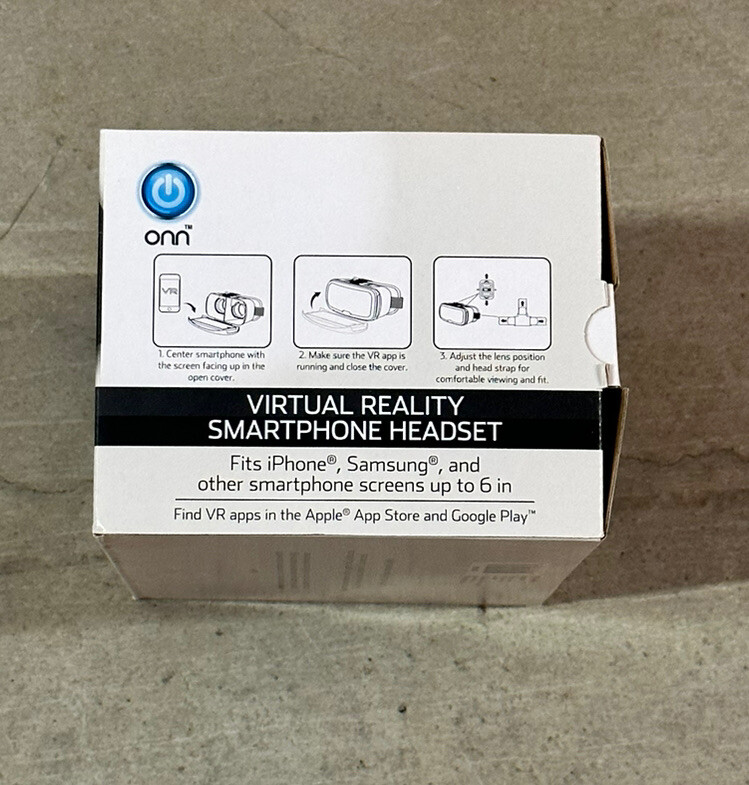 onn™
VR
1. Center smartphone with
the screen facing up in the
open cover.
2. Make sure the VR app is
running and close the cover.
3. Adjust the lens position
and head strap for
comfortable viewing and fit.
VIRTUAL REALITY
SMARTPHONE HEADSET
Fits iPhone®, Samsung®, and
other smartphone screens up to 6 in
Find VR apps in the Apple® App Store and Google Play™